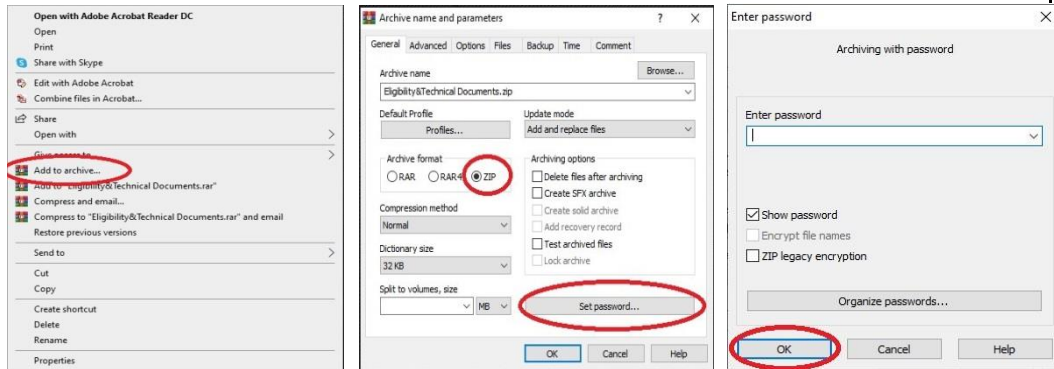 Open with Adobe Acrobat Reader DC
Open
Print
Share with Skype
Edit with Adobe Acrobat
Combine files in Acrobat...
Share
Open with
Give access to
Add to archive...
Add to "Eligibility&Technical Documents.rar"
Compress and email...
Compress to "Eligibility&Technical Documents.rar" and email
Restore previous versions
Send to
Cut
Copy
Create shortcut
Delete
Rename
Properties
Archive name and parameters
General Advanced Options Files Backup Time Comment
Archive name
Browse...
Eligibility&Technical Documents.zip
Default Profile
Profiles...
Update mode
Add and replace files
Archive format
RAR RAR4 ZIP
Compression method
Normal
Dictionary size
32 KB
Split to volumes, size
MB
Archiving options
Delete files after archiving
Create SFX archive
Create solid archive
Add recovery record
Test archived files
Lock archive
Set password...
OK Cancel Help
Enter password
Archiving with password
Enter password
Show password
Encrypt file names
ZIP legacy encryption
Organize passwords...
OK Cancel Help